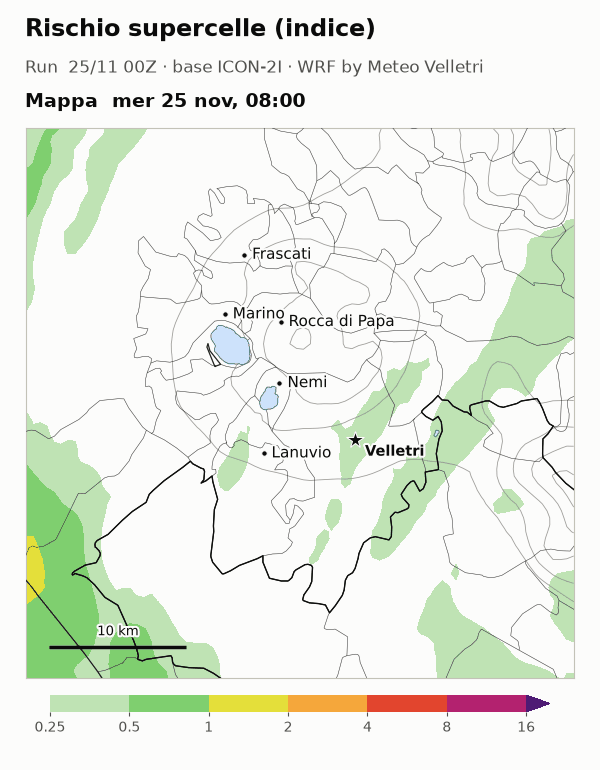 Rischio supercelle (indice)
Run  25/11 00Z · base ICON-2I · WRF by Meteo Velletri
Mappa  mer 25 nov, 08:00
Frascati
Marino
Rocca di Papa
Nemi
Velletri
Lanuvio
10 km
0.25 0.5 1 2 4 8 16